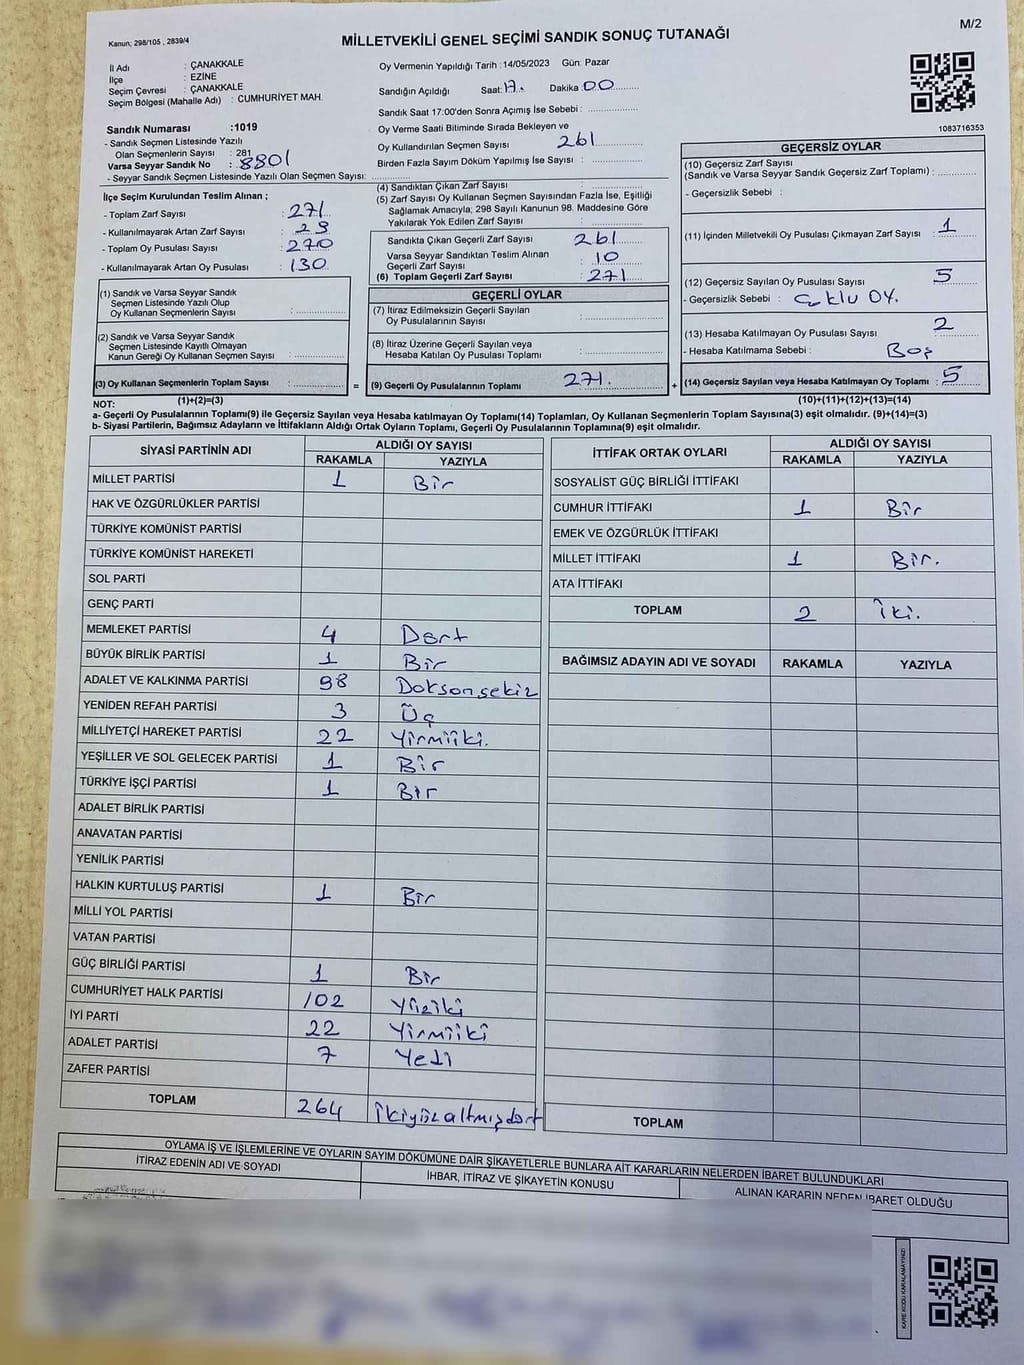 M/2
Kanun; 298/105 , 2839/4
MİLLETVEKİLİ GENEL SEÇİMİ SANDIK SONUÇ TUTANAĞI
İl Adı : ÇANAKKALE
İlçe : EZİNE
Seçim Çevresi : ÇANAKKALE
Seçim Bölgesi (Mahalle Adı) : CUMHURİYET MAH.
Oy Vermenin Yapıldığı Tarih :14/05/2023 Gün: Pazar
Sandığın Açıldığı Saat: 17. Dakika 00
Sandık Saat 17:00'den Sonra Açımış İse Sebebi :
Oy Verme Saati Bitiminde Sırada Bekleyen ve
Oy Kullandırılan Seçmen Sayısı 261
Birden Fazla Sayım Döküm Yapılmış İse Sayısı :
1083716353
Sandık Numarası :1019
- Sandık Seçmen Listesinde Yazılı
Olan Seçmenlerin Sayısı : 281
Varsa Seyyar Sandık No : 8801
- Seyyar Sandık Seçmen Listesinde Yazılı Olan Seçmen Sayısı:
İlçe Seçim Kurulundan Teslim Alınan ;
- Toplam Zarf Sayısı : 271
- Kullanılmayarak Artan Zarf Sayısı : 29
- Toplam Oy Pusulası Sayısı : 270
- Kullanılmayarak Artan Oy Pusulası : 130
(1) Sandık ve Varsa Seyyar Sandık
Seçmen Listesinde Yazılı Olup
Oy Kullanan Seçmenlerin Sayısı :
(2) Sandık ve Varsa Seyyar Sandık
Seçmen Listesinde Kayıtlı Olmayan
Kanun Gereği Oy Kullanan Seçmen Sayısı :
(3) Oy Kullanan Seçmenlerin Toplam Sayısı :
(1)+(2)=(3)
(4) Sandıktan Çıkan Zarf Sayısı :
(5) Zarf Sayısı Oy Kullanan Seçmen Sayısından Fazla İse, Eşitliği
Sağlamak Amacıyla; 298 Sayılı Kanunun 98. Maddesine Göre
Yakılarak Yok Edilen Zarf Sayısı :
Sandıkta Çıkan Geçerli Zarf Sayısı 261
Varsa Seyyar Sandıktan Teslim Alınan
Geçerli Zarf Sayısı : 10
(6) Toplam Geçerli Zarf Sayısı : 271
GEÇERLİ OYLAR
(7) İtiraz Edilmeksizin Geçerli Sayılan
Oy Pusulalarının Sayısı :
(8) İtiraz Üzerine Geçerli Sayılan veya
Hesaba Katılan Oy Pusulası Toplamı :
= (9) Geçerli Oy Pusulalarının Toplamı 271.
GEÇERSİZ OYLAR
(10) Geçersiz Zarf Sayısı
(Sandık ve Varsa Seyyar Sandık Geçersiz Zarf Toplamı) :
- Geçersizlik Sebebi :
(11) İçinden Milletvekili Oy Pusulası Çıkmayan Zarf Sayısı : 1
(12) Geçersiz Sayılan Oy Pusulası Sayısı : 5
- Geçersizlik Sebebi : oy.
(13) Hesaba Katılmayan Oy Pusulası Sayısı : 2
- Hesaba Katılmama Sebebi : Boş
+ (14) Geçersiz Sayılan veya Hesaba Katılmayan Oy Toplamı : 5
(10)+(11)+(12)+(13)=(14)
NOT:
a- Geçerli Oy Pusulalarının Toplamı(9) ile Geçersiz Sayılan veya Hesaba katılmayan Oy Toplamı(14) Toplamları, Oy Kullanan Seçmenlerin Toplam Sayısına(3) eşit olmalıdır. (9)+(14)=(3)
b- Siyasi Partilerin, Bağımsız Adayların ve İttifakların Aldığı Ortak Oyların Toplamı, Geçerli Oy Pusulalarının Toplamına(9) eşit olmalıdır.
SİYASİ PARTİNİN ADI ALDIĞI OY SAYISI
RAKAMLA YAZIYLA
MİLLET PARTİSİ 1 Bir
HAK VE ÖZGÜRLÜKLER PARTİSİ
TÜRKİYE KOMÜNİST PARTİSİ
TÜRKİYE KOMÜNİST HAREKETİ
SOL PARTİ
GENÇ PARTİ
MEMLEKET PARTİSİ 4 Dört
BÜYÜK BİRLİK PARTİSİ 1 Bir
ADALET VE KALKINMA PARTİSİ 98 Doksansekiz
YENİDEN REFAH PARTİSİ 3 Üç
MİLLİYETÇİ HAREKET PARTİSİ 22 Yirmiiki.
YEŞİLLER VE SOL GELECEK PARTİSİ 1 Bir
TÜRKİYE İŞÇİ PARTİSİ 1 Bir
ADALET BİRLİK PARTİSİ
ANAVATAN PARTİSİ
YENİLİK PARTİSİ
HALKIN KURTULUŞ PARTİSİ 1 Bir
MİLLİ YOL PARTİSİ
VATAN PARTİSİ
GÜÇ BİRLİĞİ PARTİSİ 1 Bir
CUMHURİYET HALK PARTİSİ 102 Yüziki
İYİ PARTİ 22 Yirmiiki
ADALET PARTİSİ 7 Yedi
ZAFER PARTİSİ
TOPLAM 264 İkiyüzaltmışdört
İTTİFAK ORTAK OYLARI ALDIĞI OY SAYISI
RAKAMLA YAZIYLA
SOSYALİST GÜÇ BİRLİĞİ İTTİFAKI
CUMHUR İTTİFAKI 1 Bir
EMEK VE ÖZGÜRLÜK İTTİFAKI
MİLLET İTTİFAKI 1 Bir.
ATA İTTİFAKI
TOPLAM 2 İki.
BAĞIMSIZ ADAYIN ADI VE SOYADI RAKAMLA YAZIYLA
TOPLAM
OYLAMA İŞ VE İŞLEMLERİNE VE OYLARIN SAYIM DÖKÜMÜNE DAİR ŞİKAYETLERLE BUNLARA AİT KARARLARIN NELERDEN İBARET BULUNDUKLARI
İTİRAZ EDENİN ADI VE SOYADI
İHBAR, İTİRAZ VE ŞİKAYETİN KONUSU
ALINAN KARARIN NEDEN İBARET OLDUĞU
KARE KODU KARALAMAYINIZ!